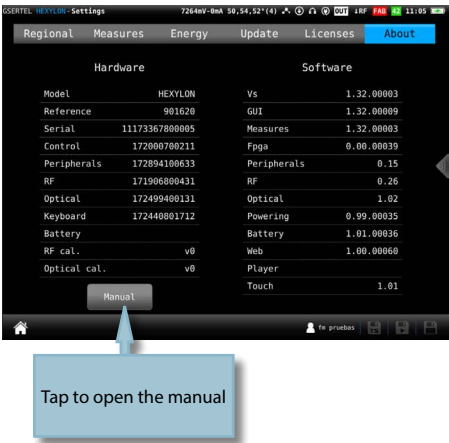 GSERTEL HEXYLON-Settings 7264mV-0mA 50,54,52°(4) OUT ↓RF FAB 42 11:05
Regional Measures Energy Update Licenses About
Hardware Software
Model HEXYLON Vs 1.32.00003
Reference 901620 GUI 1.32.00009
Serial 11173367800005 Measures 1.32.00003
Control 172000700211 Fpga 0.00.00039
Peripherals 172894100633 Peripherals 0.15
RF 171906800431 RF 0.26
Optical 172499400131 Optical 1.02
Keyboard 172440801712 Powering 0.99.00035
Battery Battery 1.01.00036
RF cal. v0 Web 1.00.00060
Optical cal. v0 Player
Manual Touch 1.01
fm pruebas
Tap to open the manual